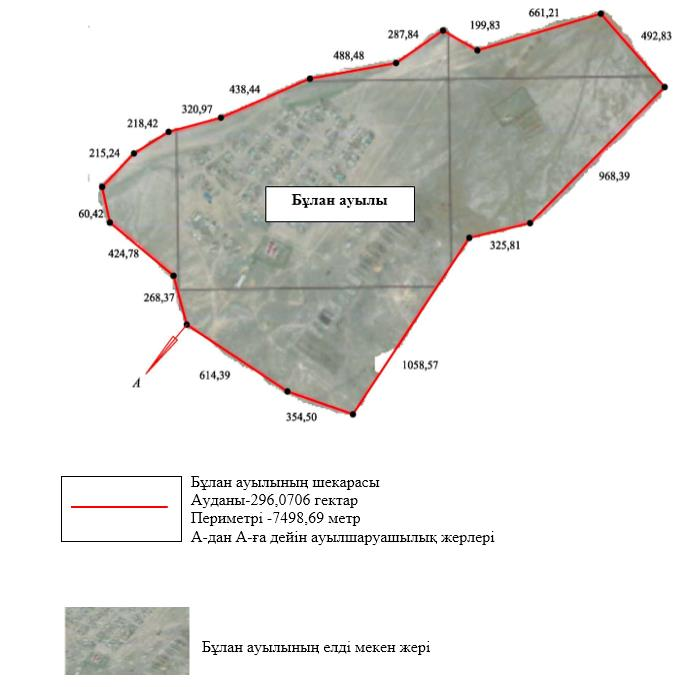 661,21
199,83
492,83
287,84
488,48
438,44
320,97
218,42
215,24
968,39
Бұлан ауылы
60,42
325,81
424,78
268,37
1058,57
614,39
А
354,50
Бұлан ауылының шекарасы
Ауданы-296,0706 гектар
Периметрі -7498,69 метр
А-дан А-ға дейін ауылшаруашылық жерлері
Бұлан ауылының елді мекен жері